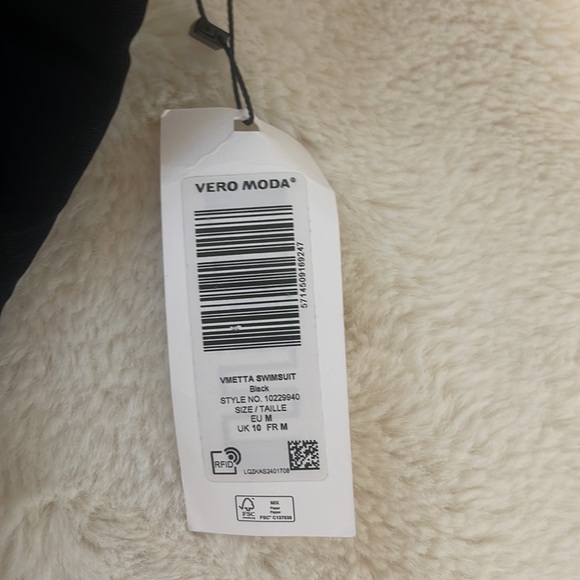 VERO MODA®
5714509169247
VMETTA SWIMSUIT
Black
STYLE NO. 10229940
SIZE / TAILLE
EU M
UK 10 FR M
RFID
LQZKAS2401708
FSC
MIX
Paper
Papier